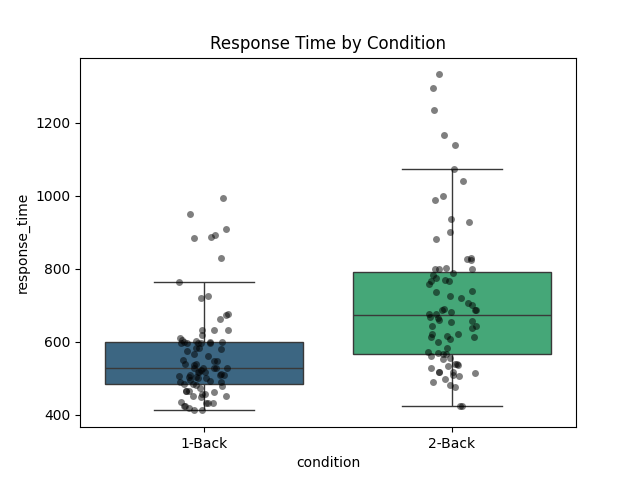 Response Time by Condition
response_time
1200
1000
800
600
400
1-Back
2-Back
condition